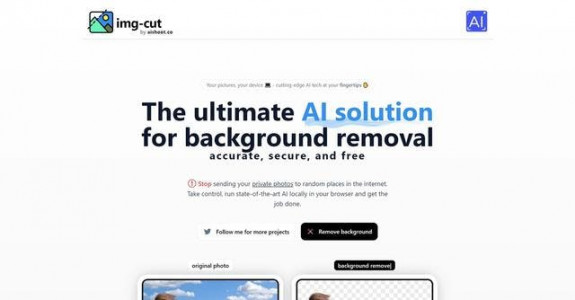 img-cut
by aisheet.co
AI
Your pictures, your device - cutting edge AI tech at your fingertips
The ultimate AI solution
for background removal
accurate, secure, and free
Stop sending your private photos to random places in the internet.
Take control, run state-of-the-art AI locally in your browser and get the
job done.
Follow me for more projects
Remove background
original photo
background remove